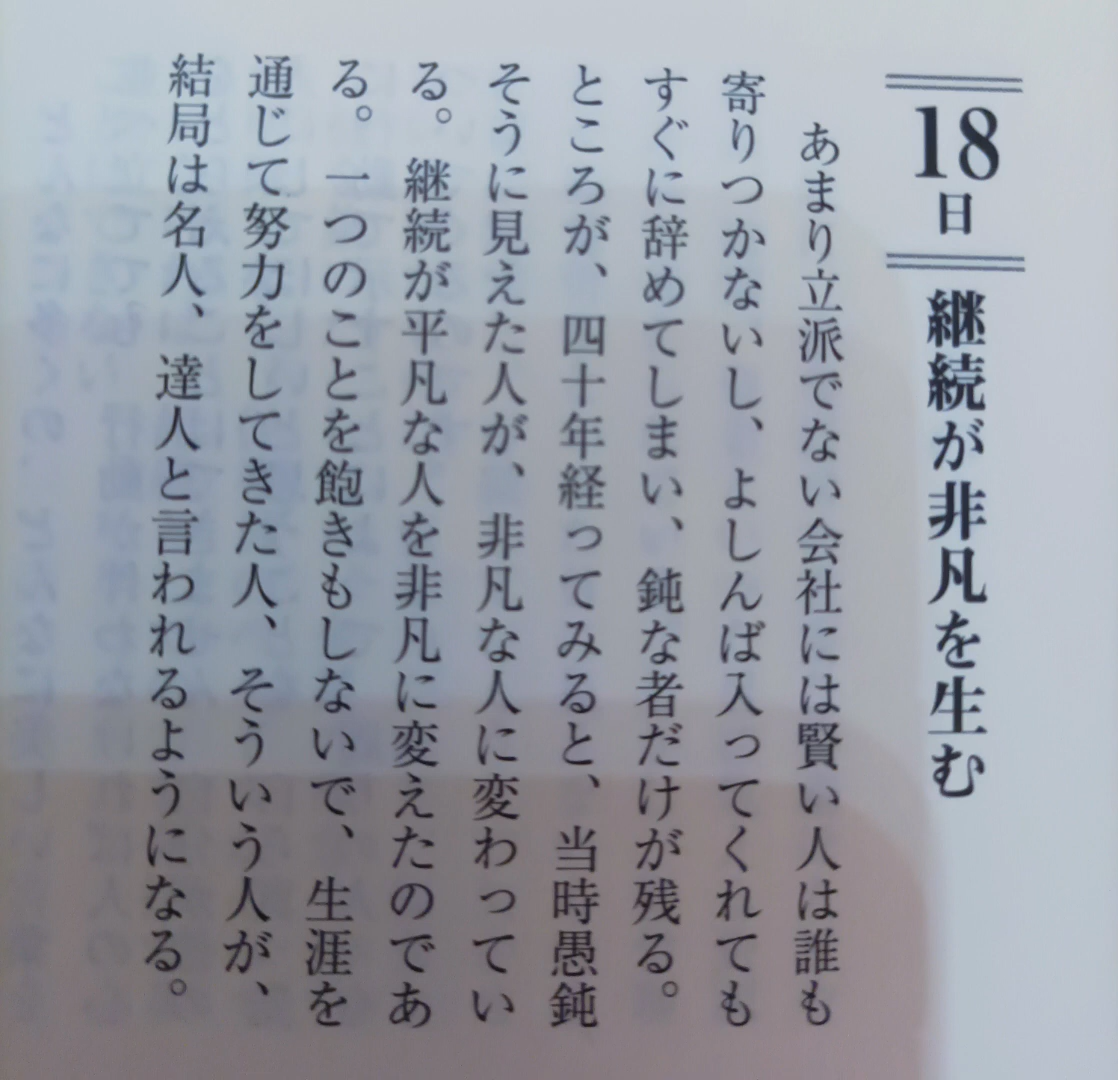 18日 継続が非凡を生む
あまり立派でない会社には賢い人は誰も
寄りつかないし、よしんば入ってくれても
すぐに辞めてしまい、鈍な者だけが残る。
ところが、四十年経ってみると、当時愚鈍
そうに見えた人が、非凡な人に変わってい
る。継続が平凡な人を非凡に変えたのであ
る。一つのことを飽きもしないで、生涯を
通じて努力をしてきた人、そういう人が、
結局は名人、達人と言われるようになる。